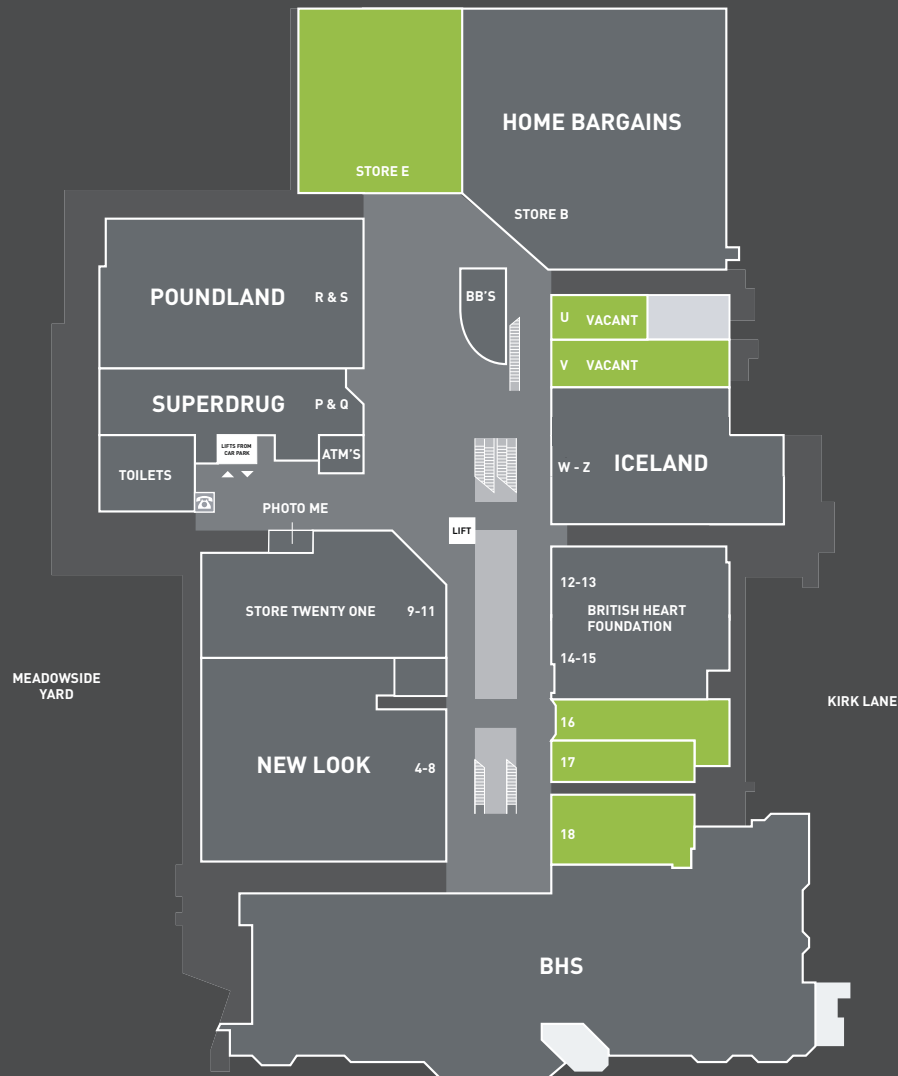 HOME BARGAINS
STORE E
STORE B
POUNDLAND R & S
BB'S
U VACANT
V VACANT
SUPERDRUG P & Q
LIFTS FROM
CAR PARK
ATM'S
TOILETS
W - Z ICELAND
PHOTO ME
LIFT
12-13
STORE TWENTY ONE 9-11
BRITISH HEART
FOUNDATION
14-15
MEADOWSIDE
YARD
KIRK LANE
16
NEW LOOK 4-8
17
18
BHS